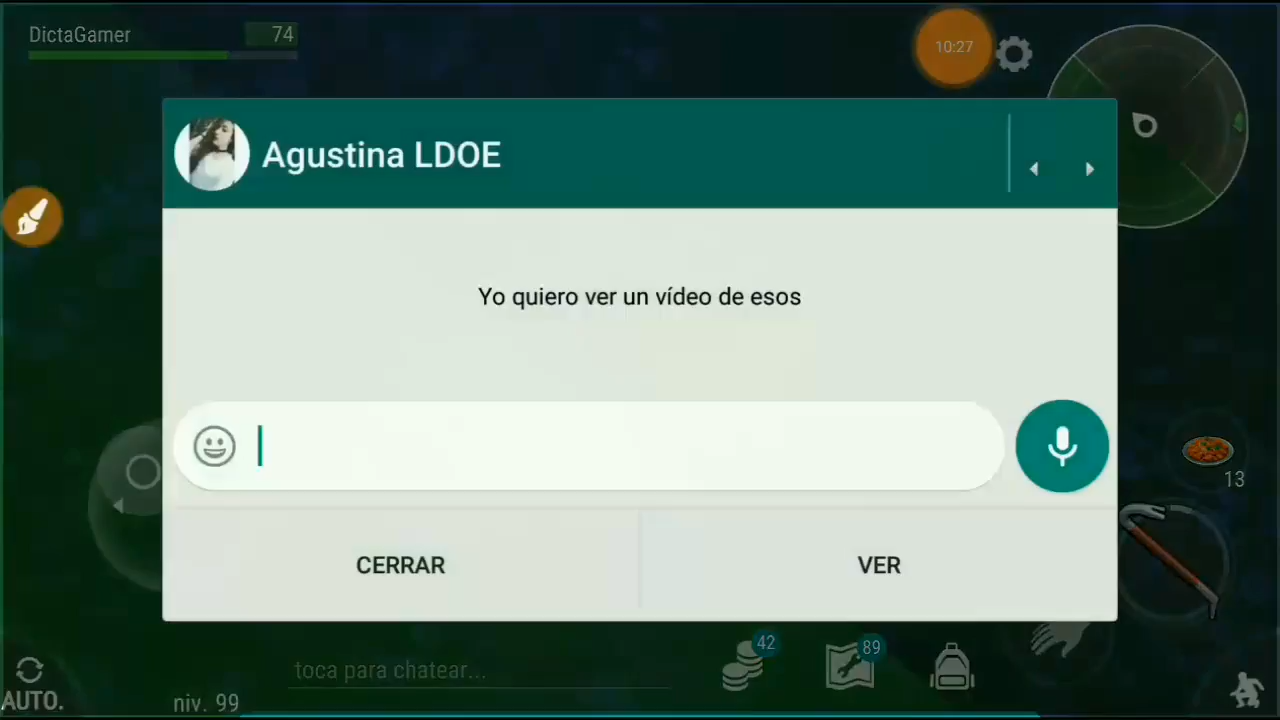 DictaGamer 74
10:27
Agustina LDOE
Yo quiero ver un vídeo de esos
CERRAR VER
13
toca para chatear...
42
89
AUTO.
niv. 99